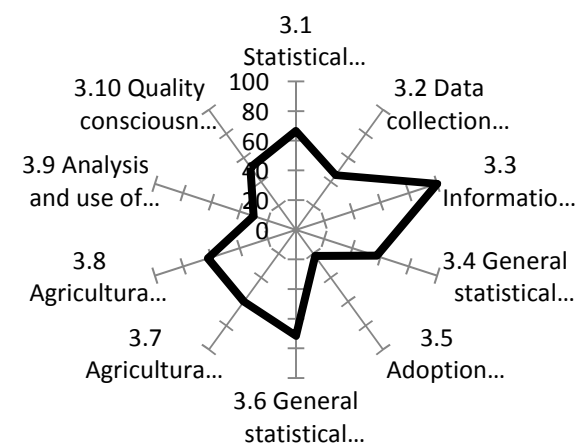 3.1
Statistical...
3.2 Data
collection...
3.3
Informatio...
3.4 General
statistical...
3.5
Adoption...
3.6 General
statistical...
3.7
Agricultura...
3.8
Agricultura...
3.9 Analysis
and use of...
3.10 Quality
consciousn...
100
80
60
40
20
0